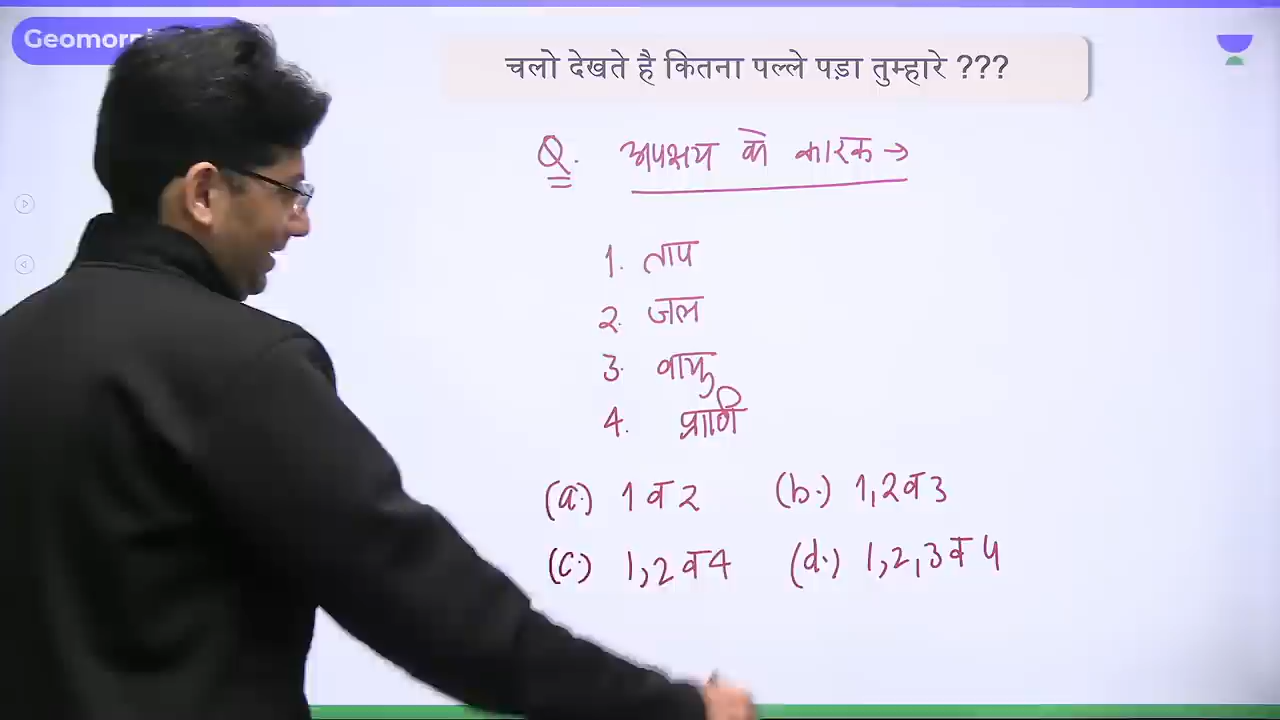 चलो देखते है कितना पल्ले पड़ा तुम्हारे ???
Q. अपक्षय के कारक →
1. ताप
2. जल
3. वायु
4. प्राणि
(a.) 1 व 2 (b.) 1,2 व 3
(c.) 1,2 व 4 (d.) 1,2,3 व 4